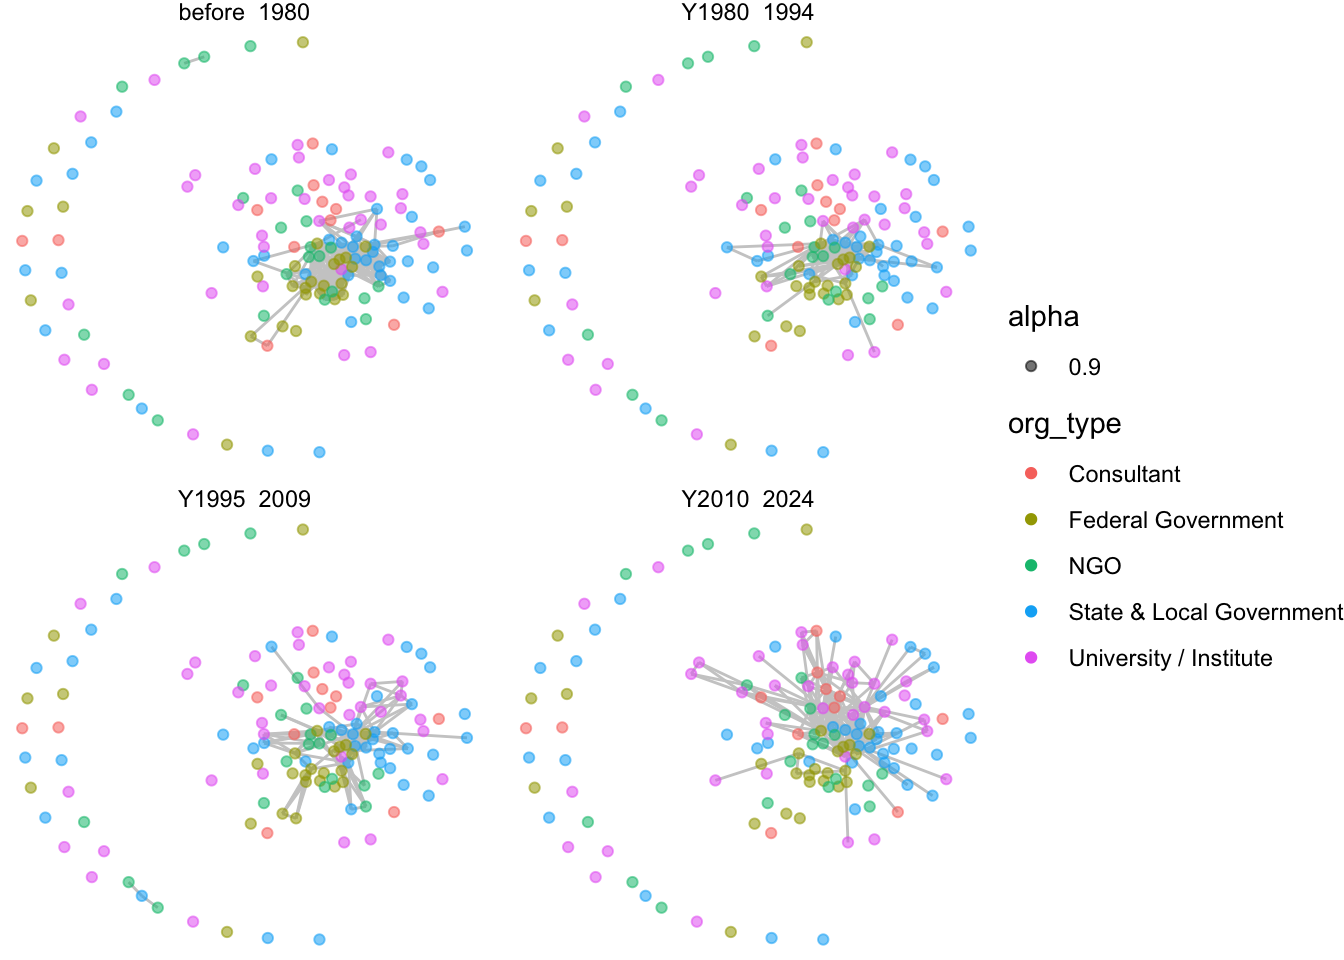 before 1980
Y1980 1994
Y1995 2009
Y2010 2024
alpha
0.9
org_type
Consultant
Federal Government
NGO
State & Local Government
University / Institute